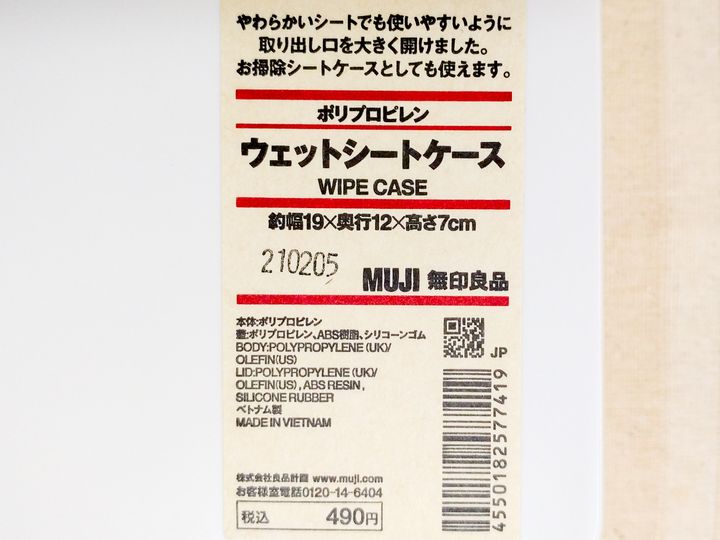 やわらかいシートでも使いやすいように
取り出し口を大きく開けました。
お掃除シートケースとしても使えます。
ポリプロピレン
ウェットシートケース
WIPE CASE
約幅19×奥行12×高さ7cm
210205
MUJI 無印良品
本体:ポリプロピレン
蓋:ポリプロピレン、ABS樹脂、シリコーンゴム
BODY:POLYPROPYLENE (UK)/
OLEFIN(US)
LID:POLYPROPYLENE (UK)/
OLEFIN(US), ABS RESIN,
SILICONE RUBBER
ベトナム製
MADE IN VIETNAM
JP
4550182577419
株式会社良品計画 www.muji.com
お客様室電話0120-14-6404
税込 490円